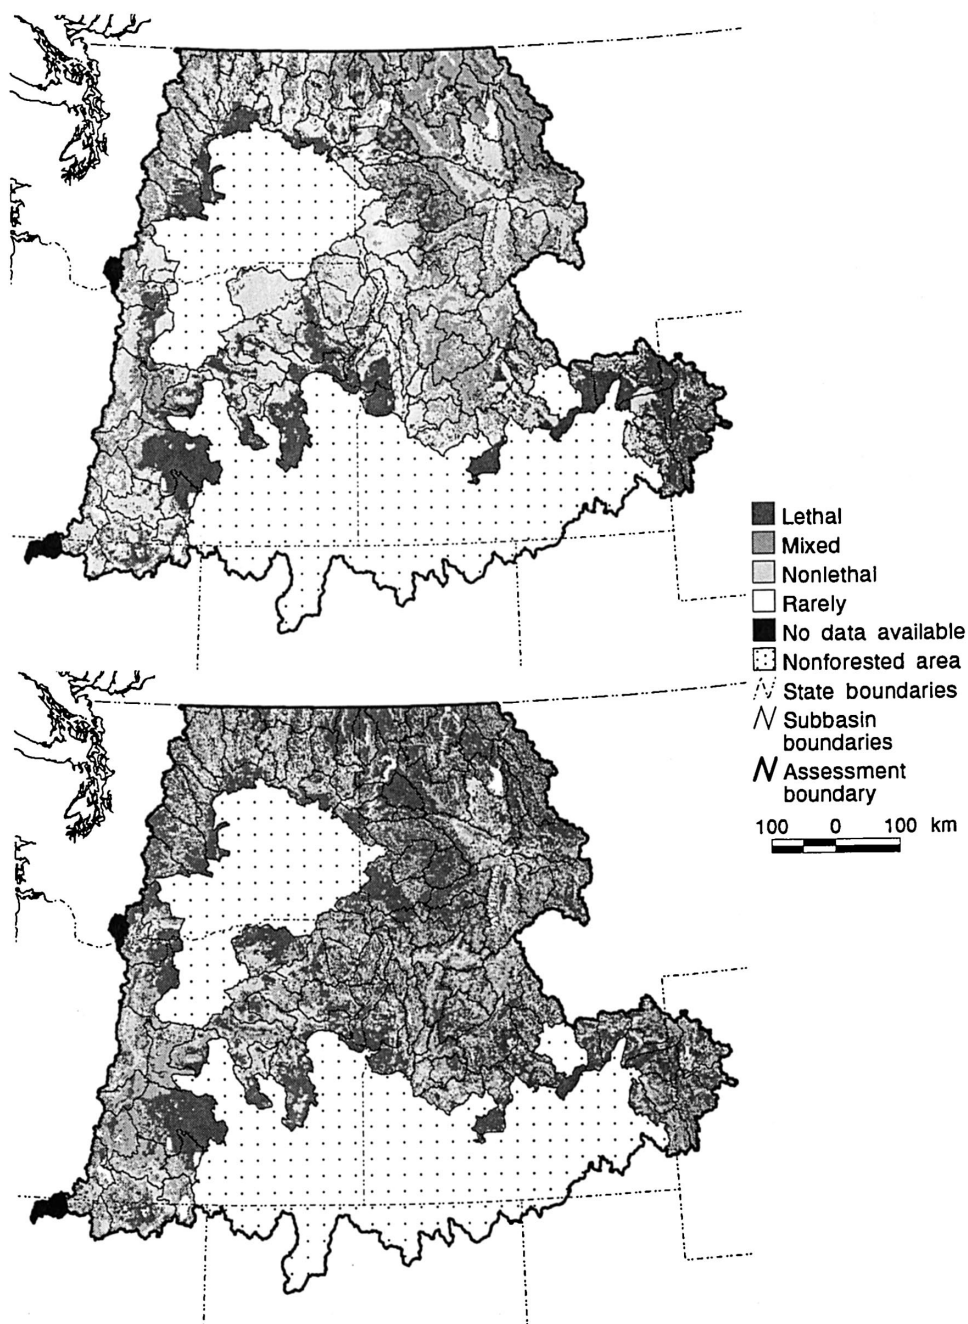 Lethal
Mixed
Nonlethal
Rarely
No data available
Nonforested area
State boundaries
Subbasin
boundaries
Assessment
boundary
100 0 100 km